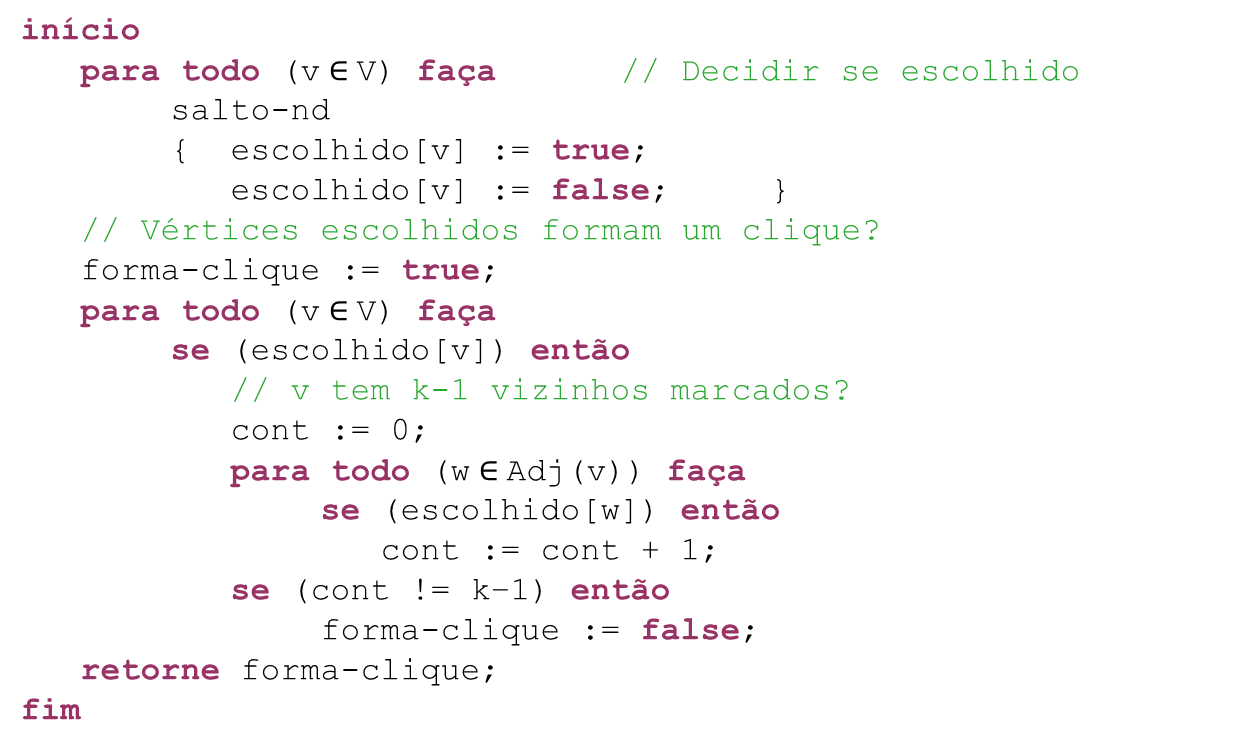 início
para todo (v∈V) faça // Decidir se escolhido
salto-nd
{ escolhido[v] := true;
escolhido[v] := false; }
// Vértices escolhidos formam um clique?
forma-clique := true;
para todo (v∈V) faça
se (escolhido[v]) então
// v tem k-1 vizinhos marcados?
cont := 0;
para todo (w∈Adj(v)) faça
se (escolhido[w]) então
cont := cont + 1;
se (cont != k–1) então
forma-clique := false;
retorne forma-clique;
fim